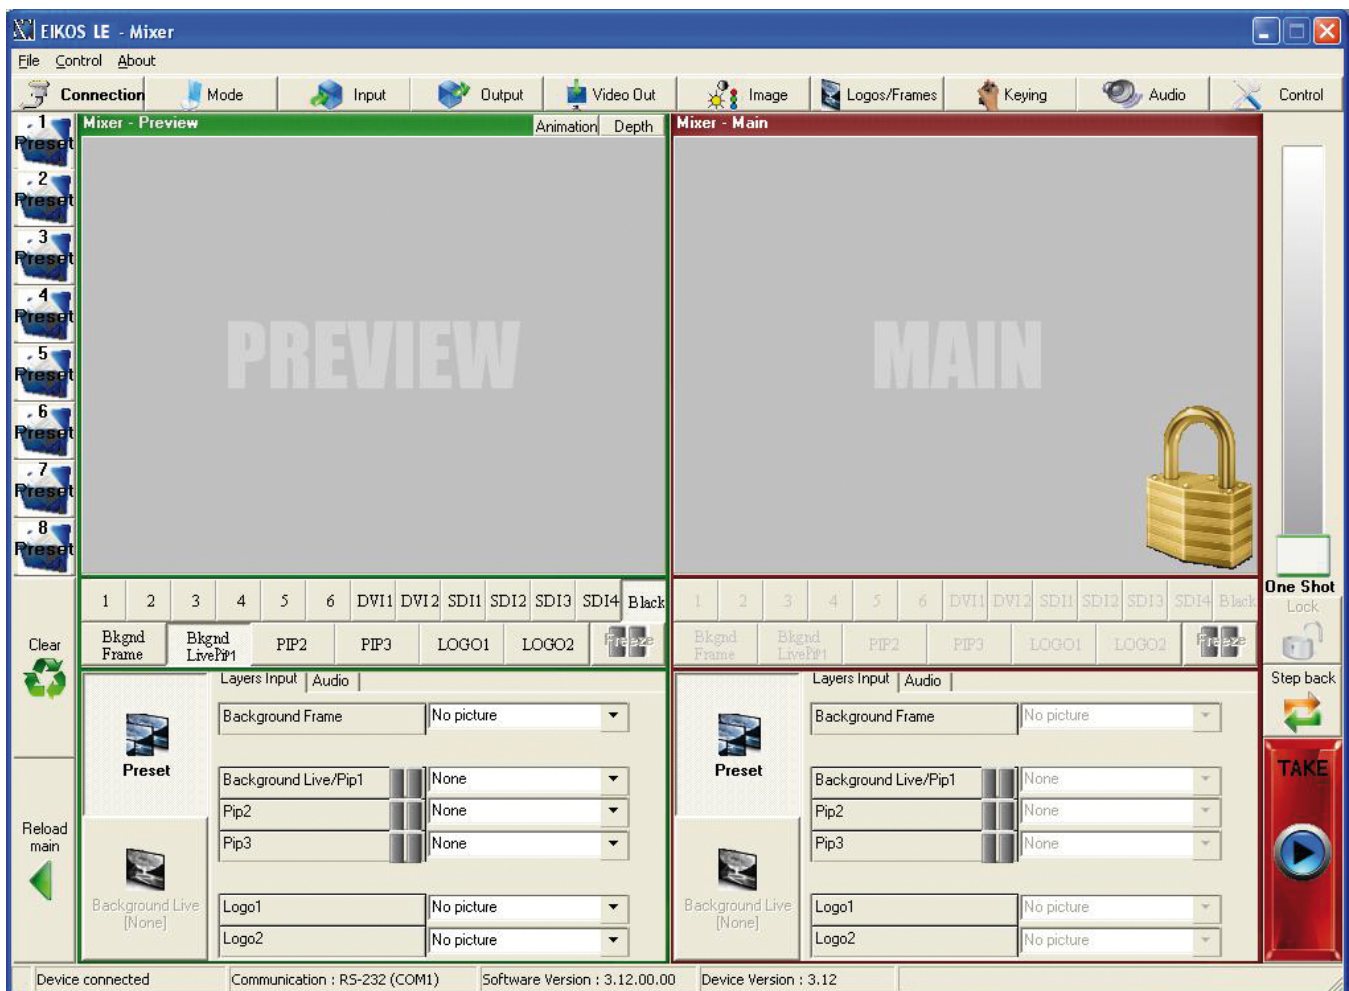 EIKOS LE - Mixer
File Control About
Connection Mode Input Output Video Out Image Logos/Frames Keying Audio Control
1 Preset
2 Preset
3 Preset
4 Preset
5 Preset
6 Preset
7 Preset
8 Preset
Clear
Reload main
Mixer - Preview Animation Depth
PREVIEW
1 2 3 4 5 6 DVI1 DVI2 SDI1 SDI2 SDI3 SDI4 Black
Bkgnd Frame Bkgnd LivePiP1 PIP2 PIP3 LOGO1 LOGO2 Freeze
Layers Input Audio
Preset
Background Live [None]
Background Frame No picture
Background Live/Pip1 None
Pip2 None
Pip3 None
Logo1 No picture
Logo2 No picture
Mixer - Main
MAIN
1 2 3 4 5 6 DVI1 DVI2 SDI1 SDI2 SDI3 SDI4 Black
Bkgnd Frame Bkgnd LivePiP1 PIP2 PIP3 LOGO1 LOGO2 Freeze
Layers Input Audio
Preset
Background Live [None]
Background Frame No picture
Background Live/Pip1 None
Pip2 None
Pip3 None
Logo1 No picture
Logo2 No picture
One Shot
Lock
Step back
TAKE
Device connected Communication : RS-232 (COM1) Software Version : 3.12.00.00 Device Version : 3.12